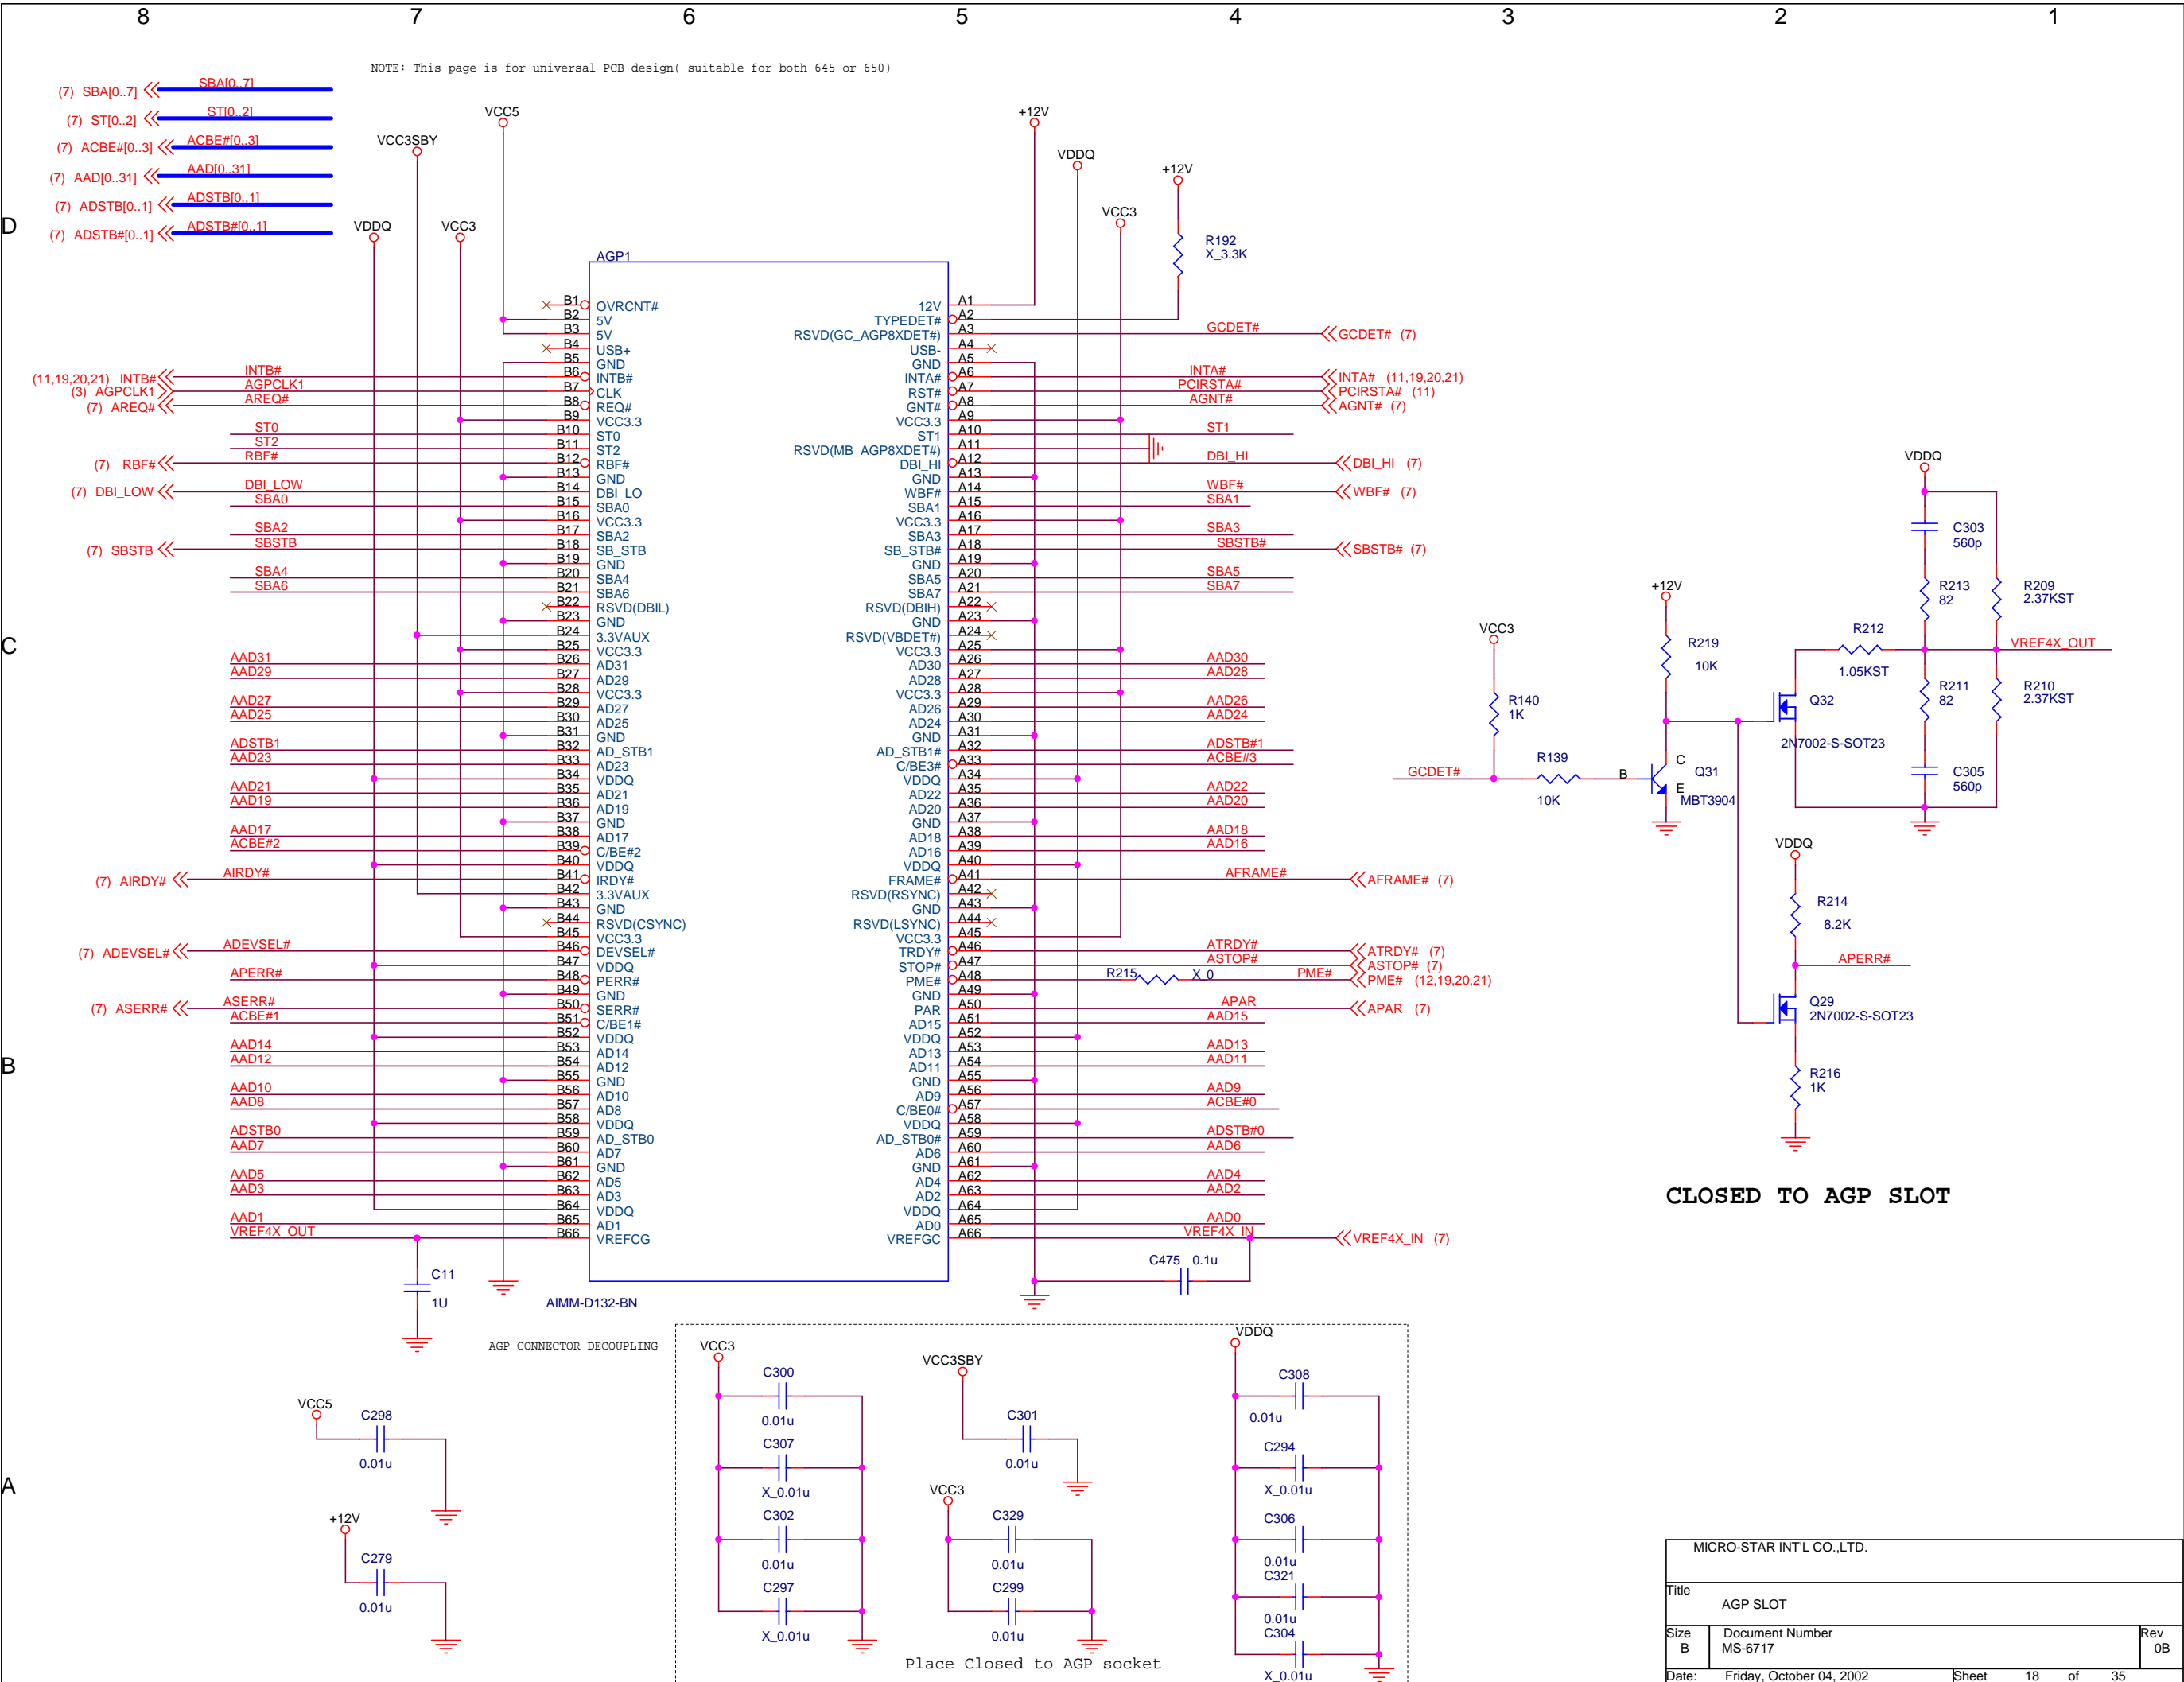 8 7 6 5 4 3 2 1
D
C
B
A
NOTE: This page is for universal PCB design( suitable for both 645 or 650)
(7) SBA[0..7] SBA[0..7]
(7) ST[0..2] ST[0..2]
(7) ACBE#[0..3] ACBE#[0..3]
(7) AAD[0..31] AAD[0..31]
(7) ADSTB[0..1] ADSTB[0..1]
(7) ADSTB#[0..1] ADSTB#[0..1]
VDDQ VCC3SBY VCC3 VCC5
+12V VDDQ VCC3 +12V
R192
X_3.3K
AGP1
B1 OVRCNT# 12V A1
B2 5V TYPEDET# A2
B3 5V RSVD(GC_AGP8XDET#) A3 GCDET# GCDET# (7)
B4 USB+ USB- A4
B5 GND GND A5
(11,19,20,21) INTB# INTB# B6 INTB# INTA# A6 INTA# INTA# (11,19,20,21)
(3) AGPCLK1 AGPCLK1 B7 CLK RST# A7 PCIRSTA# PCIRSTA# (11)
(7) AREQ# AREQ# B8 REQ# GNT# A8 AGNT# AGNT# (7)
B9 VCC3.3 VCC3.3 A9
ST0 B10 ST0 ST1 A10 ST1
ST2 B11 ST2 RSVD(MB_AGP8XDET#) A11
(7) RBF# RBF# B12 RBF# DBI_HI A12 DBI_HI DBI_HI (7)
B13 GND GND A13
(7) DBI_LOW DBI_LOW B14 DBI_LO WBF# A14 WBF# WBF# (7)
SBA0 B15 SBA0 SBA1 A15 SBA1
B16 VCC3.3 VCC3.3 A16
SBA2 B17 SBA2 SBA3 A17 SBA3
(7) SBSTB SBSTB B18 SB_STB SB_STB# A18 SBSTB# SBSTB# (7)
B19 GND GND A19
SBA4 B20 SBA4 SBA5 A20 SBA5
SBA6 B21 SBA6 SBA7 A21 SBA7
B22 RSVD(DBIL) RSVD(DBIH) A22
B23 GND GND A23
B24 3.3VAUX RSVD(VBDET#) A24
B25 VCC3.3 VCC3.3 A25
AAD31 B26 AD31 AD30 A26 AAD30
AAD29 B27 AD29 AD28 A27 AAD28
B28 VCC3.3 VCC3.3 A28
AAD27 B29 AD27 AD26 A29 AAD26
AAD25 B30 AD25 AD24 A30 AAD24
B31 GND GND A31
ADSTB1 B32 AD_STB1 AD_STB1# A32 ADSTB#1
AAD23 B33 AD23 C/BE3# A33 ACBE#3
B34 VDDQ VDDQ A34
AAD21 B35 AD21 AD22 A35 AAD22
AAD19 B36 AD19 AD20 A36 AAD20
B37 GND GND A37
AAD17 B38 AD17 AD18 A38 AAD18
ACBE#2 B39 C/BE#2 AD16 A39 AAD16
B40 VDDQ VDDQ A40
(7) AIRDY# AIRDY# B41 IRDY# FRAME# A41 AFRAME# AFRAME# (7)
B42 3.3VAUX RSVD(RSYNC) A42
B43 GND GND A43
B44 RSVD(CSYNC) RSVD(LSYNC) A44
B45 VCC3.3 VCC3.3 A45
(7) ADEVSEL# ADEVSEL# B46 DEVSEL# TRDY# A46 ATRDY# ATRDY# (7)
B47 VDDQ STOP# A47 ASTOP# ASTOP# (7)
APERR# B48 PERR# PME# A48 R215 X_0 PME# PME# (12,19,20,21)
B49 GND GND A49
(7) ASERR# ASERR# B50 SERR# PAR A50 APAR APAR (7)
ACBE#1 B51 C/BE1# AD15 A51 AAD15
B52 VDDQ VDDQ A52
AAD14 B53 AD14 AD13 A53 AAD13
AAD12 B54 AD12 AD11 A54 AAD11
B55 GND GND A55
AAD10 B56 AD10 AD9 A56 AAD9
AAD8 B57 AD8 C/BE0# A57 ACBE#0
B58 VDDQ VDDQ A58
ADSTB0 B59 AD_STB0 AD_STB0# A59 ADSTB#0
AAD7 B60 AD7 AD6 A60 AAD6
B61 GND GND A61
AAD5 B62 AD5 AD4 A62 AAD4
AAD3 B63 AD3 AD2 A63 AAD2
B64 VDDQ VDDQ A64
AAD1 B65 AD1 AD0 A65 AAD0
VREF4X_OUT B66 VREFCG VREFGC A66 VREF4X_IN VREF4X_IN (7)
C11
1U
C475 0.1u
AIMM-D132-BN
VDDQ
C303
560p
R213
82
R209
2.37KST
R212
1.05KST
VREF4X_OUT
R211
82
R210
2.37KST
C305
560p
+12V
R219
10K
VCC3
R140
1K
GCDET#
R139
10K
B C E
Q31
MBT3904
Q32
2N7002-S-SOT23
VDDQ
R214
8.2K
APERR#
Q29
2N7002-S-SOT23
R216
1K
CLOSED TO AGP SLOT
AGP CONNECTOR DECOUPLING
VCC5
C298
0.01u
+12V
C279
0.01u
VCC3
C300
0.01u
C307
X_0.01u
C302
0.01u
C297
X_0.01u
VCC3SBY
C301
0.01u
VCC3
C329
0.01u
C299
0.01u
VDDQ
C308
0.01u
C294
X_0.01u
C306
0.01u
C321
0.01u
C304
X_0.01u
Place Closed to AGP socket
MICRO-STAR INT'L CO.,LTD.
Title
AGP SLOT
Size Document Number Rev
B MS-6717 0B
Date: Friday, October 04, 2002 Sheet 18 of 35